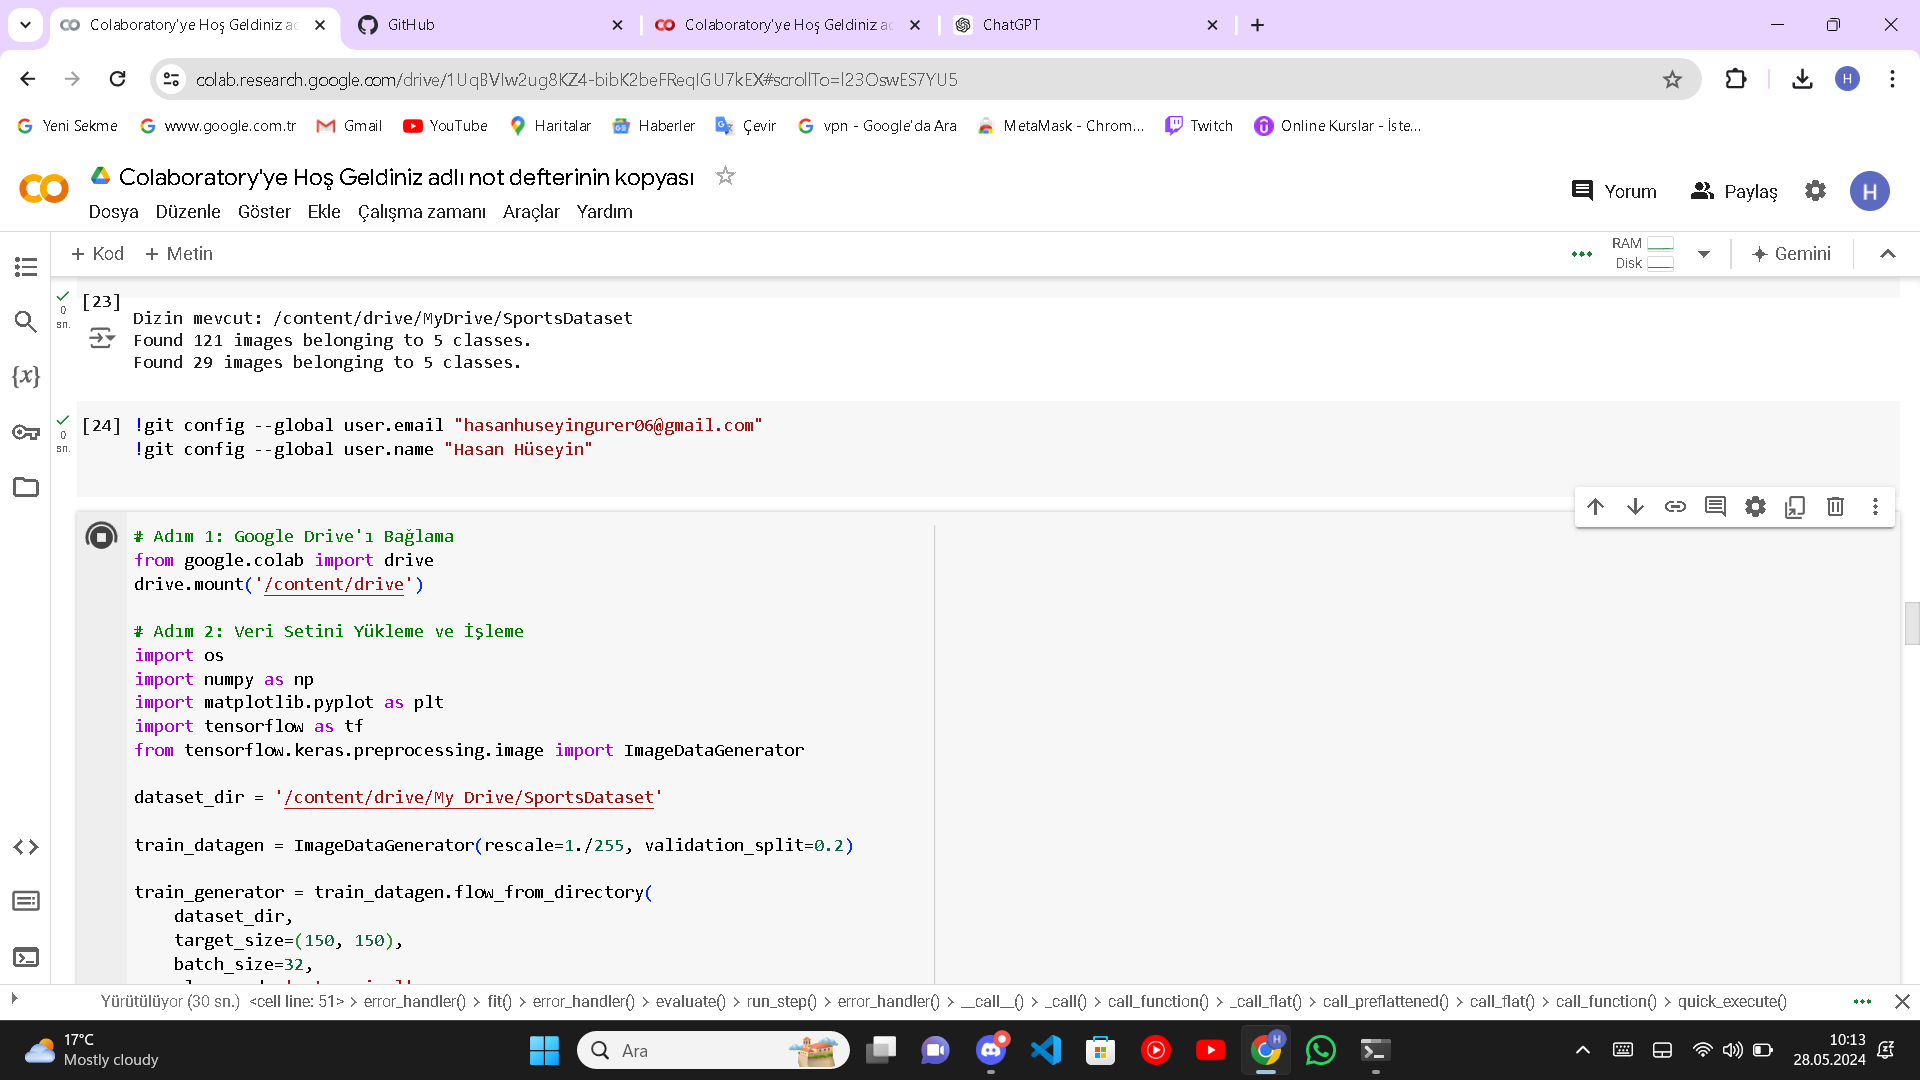 Colaboratory'ye Hoş Geldiniz ad
GitHub
Colaboratory'ye Hoş Geldiniz ad
ChatGPT
colab.research.google.com/drive/1UqBVIw2ug8KZ4-bibK2beFReqIGU7kEX#scrollTo=l23OswES7YU5
H
Yeni Sekme
www.google.com.tr
Gmail
YouTube
Haritalar
Haberler
Çevir
vpn - Google'da Ara
MetaMask - Chrom...
Twitch
Online Kurslar - İste...
Colaboratory'ye Hoş Geldiniz adlı not defterinin kopyası
Dosya Düzenle Göster Ekle Çalışma zamanı Araçlar Yardım
Yorum
Paylaş
H
+ Kod + Metin
RAM
Disk
Gemini
[23]
0
sn.
Dizin mevcut: /content/drive/MyDrive/SportsDataset
Found 121 images belonging to 5 classes.
Found 29 images belonging to 5 classes.
[24]
0
sn.
!git config --global user.email "hasanhuseyingurer06@gmail.com"
!git config --global user.name "Hasan Hüseyin"
# Adım 1: Google Drive'ı Bağlama
from google.colab import drive
drive.mount('/content/drive')
# Adım 2: Veri Setini Yükleme ve İşleme
import os
import numpy as np
import matplotlib.pyplot as plt
import tensorflow as tf
from tensorflow.keras.preprocessing.image import ImageDataGenerator
dataset_dir = '/content/drive/My Drive/SportsDataset'
train_datagen = ImageDataGenerator(rescale=1./255, validation_split=0.2)
train_generator = train_datagen.flow_from_directory(
    dataset_dir,
    target_size=(150, 150),
    batch_size=32,
Yürütülüyor (30 sn.) <cell line: 51> > error_handler() > fit() > error_handler() > evaluate() > run_step() > error_handler() > __call__() > _call() > call_function() > _call_flat() > call_preflattened() > call_flat() > call_function() > quick_execute()
17°C
Mostly cloudy
Ara
10:13
28.05.2024